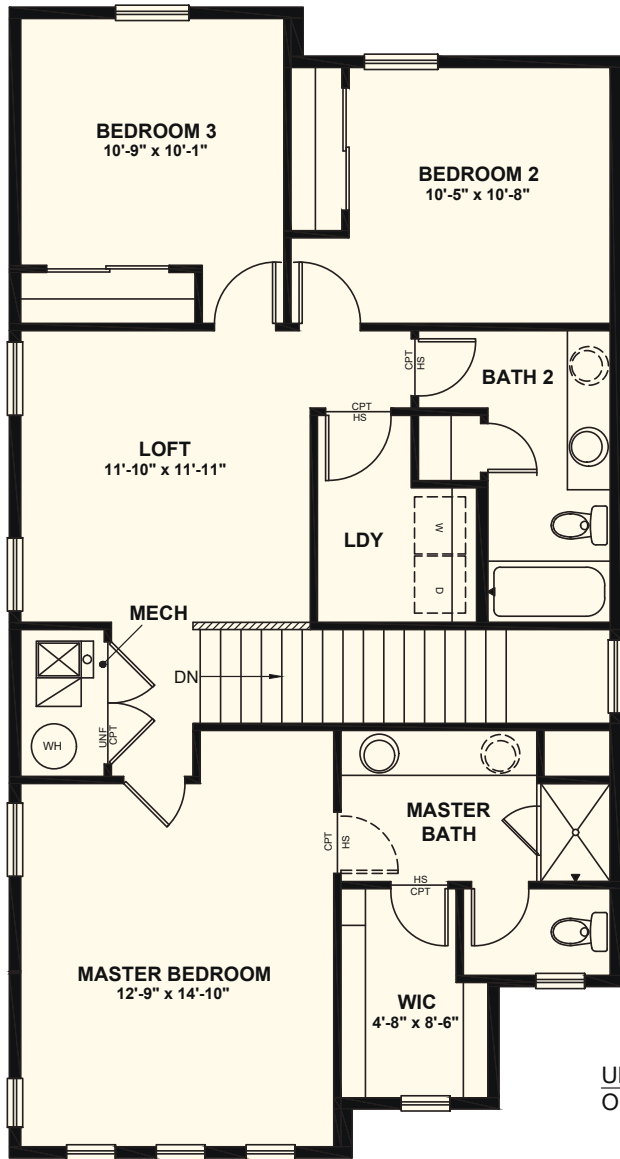 BEDROOM 3
10'-9" x 10'-1"
BEDROOM 2
10'-5" x 10'-8"
CPT
HS
BATH 2
CPT
HS
LOFT
11'-10" x 11'-11"
W
LDY
D
MECH
DN
UNF
CPT
WH
MASTER
BATH
CPT
HS
HS
CPT
MASTER BEDROOM
12'-9" x 14'-10"
WIC
4'-8" x 8'-6"